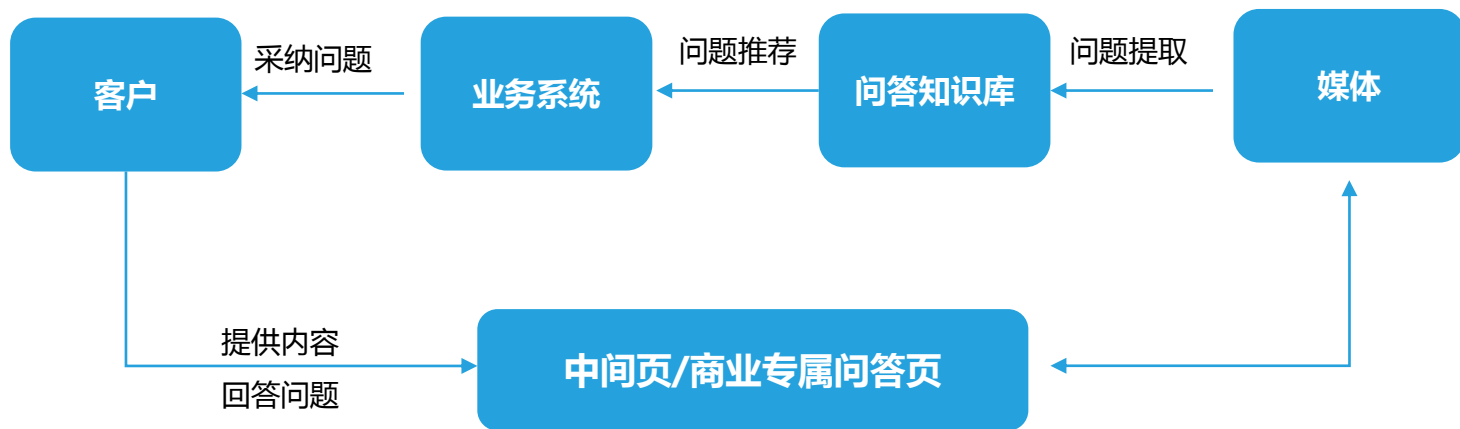 客户
采纳问题
业务系统
问题推荐
问答知识库
问题提取
媒体
提供内容
回答问题
中间页/商业专属问答页